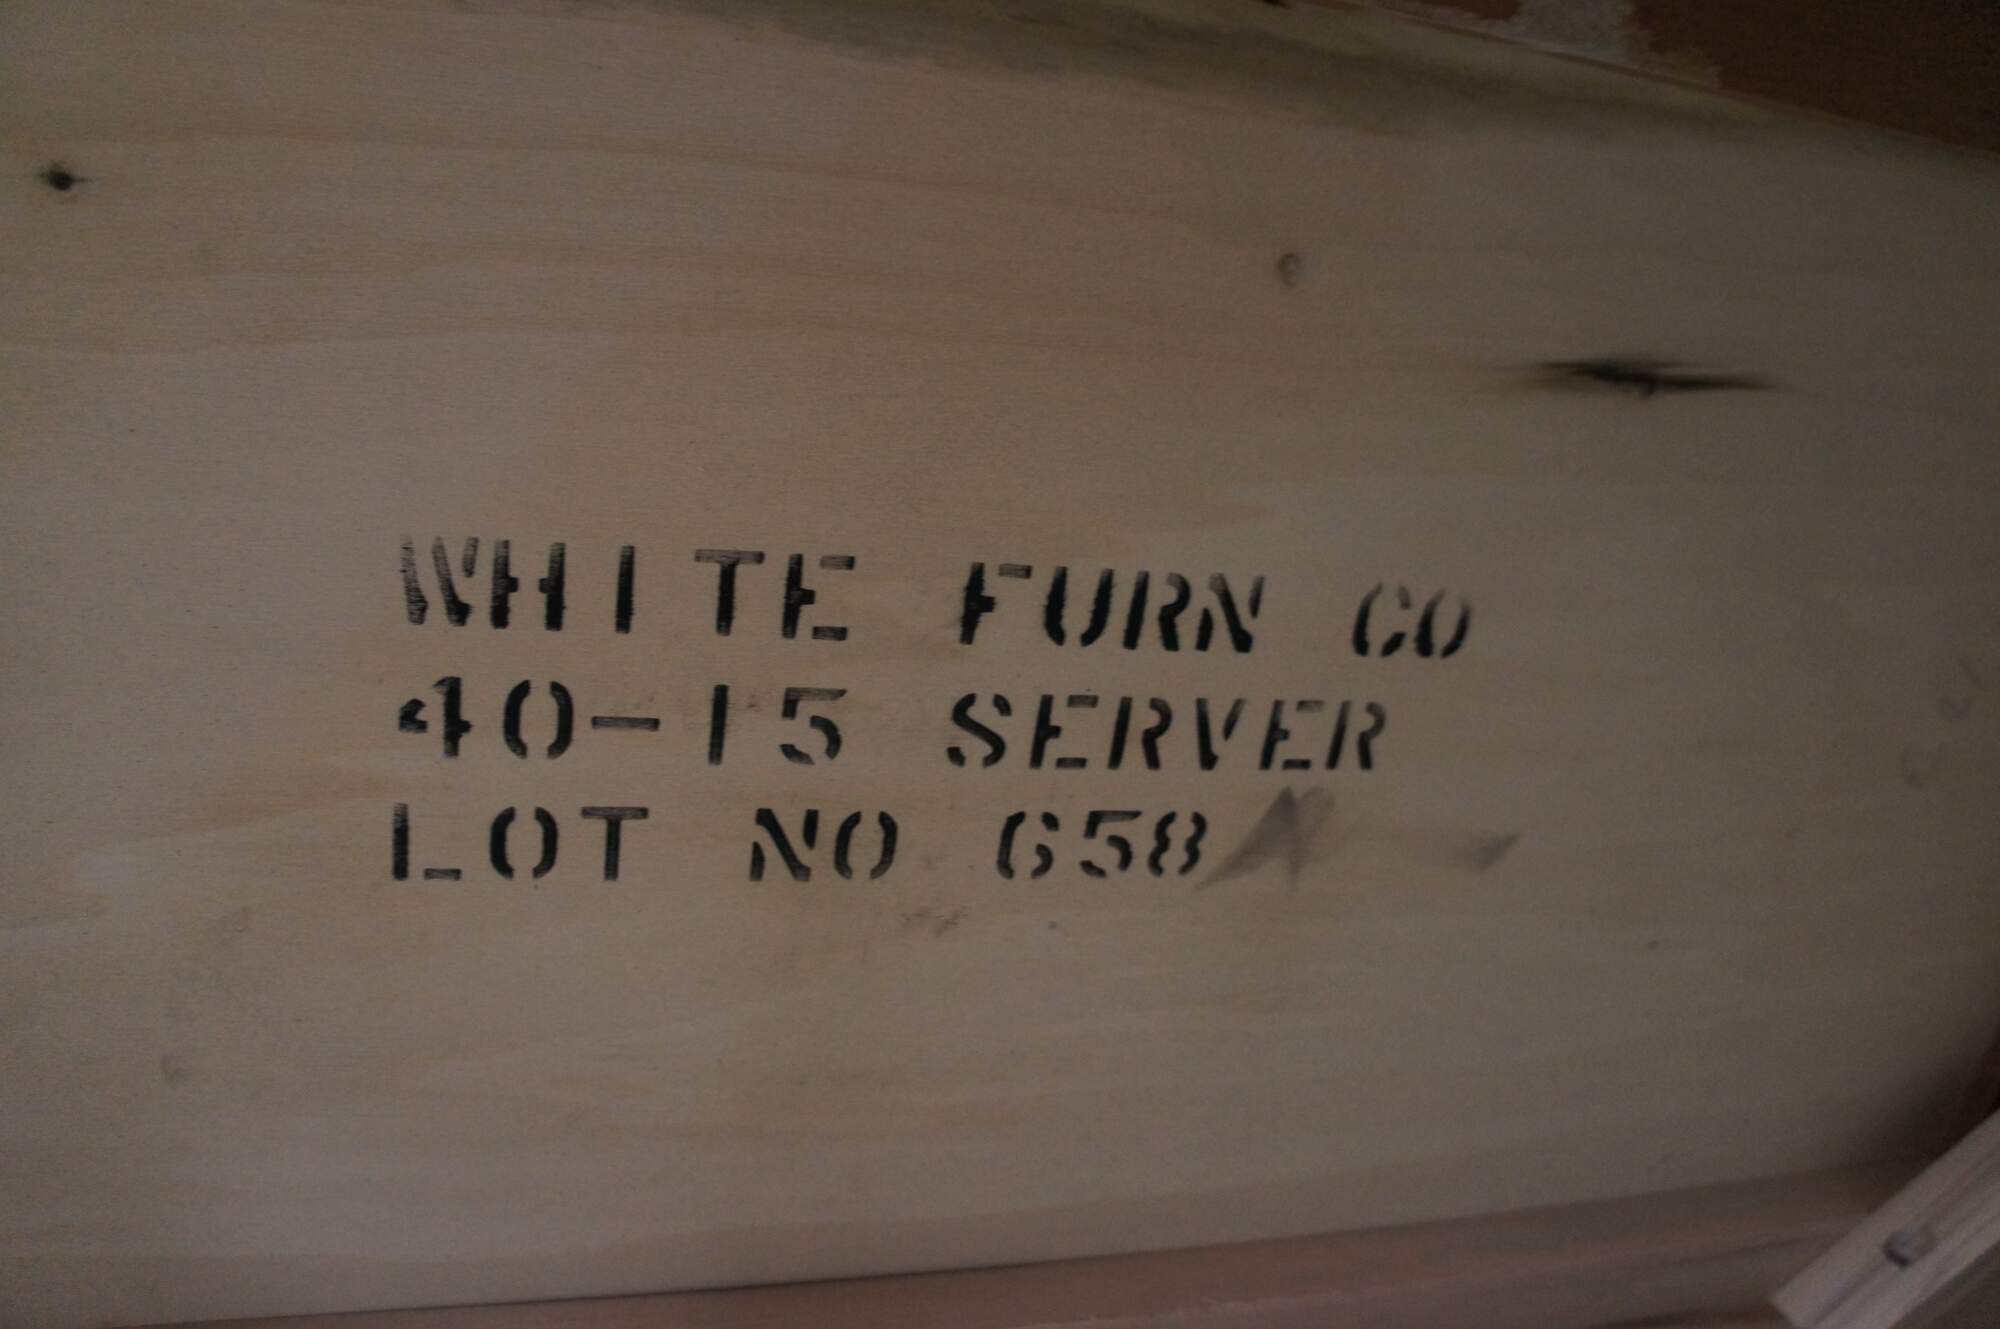 WHITE FURN CO
40-15 SERVER
LOT NO 658